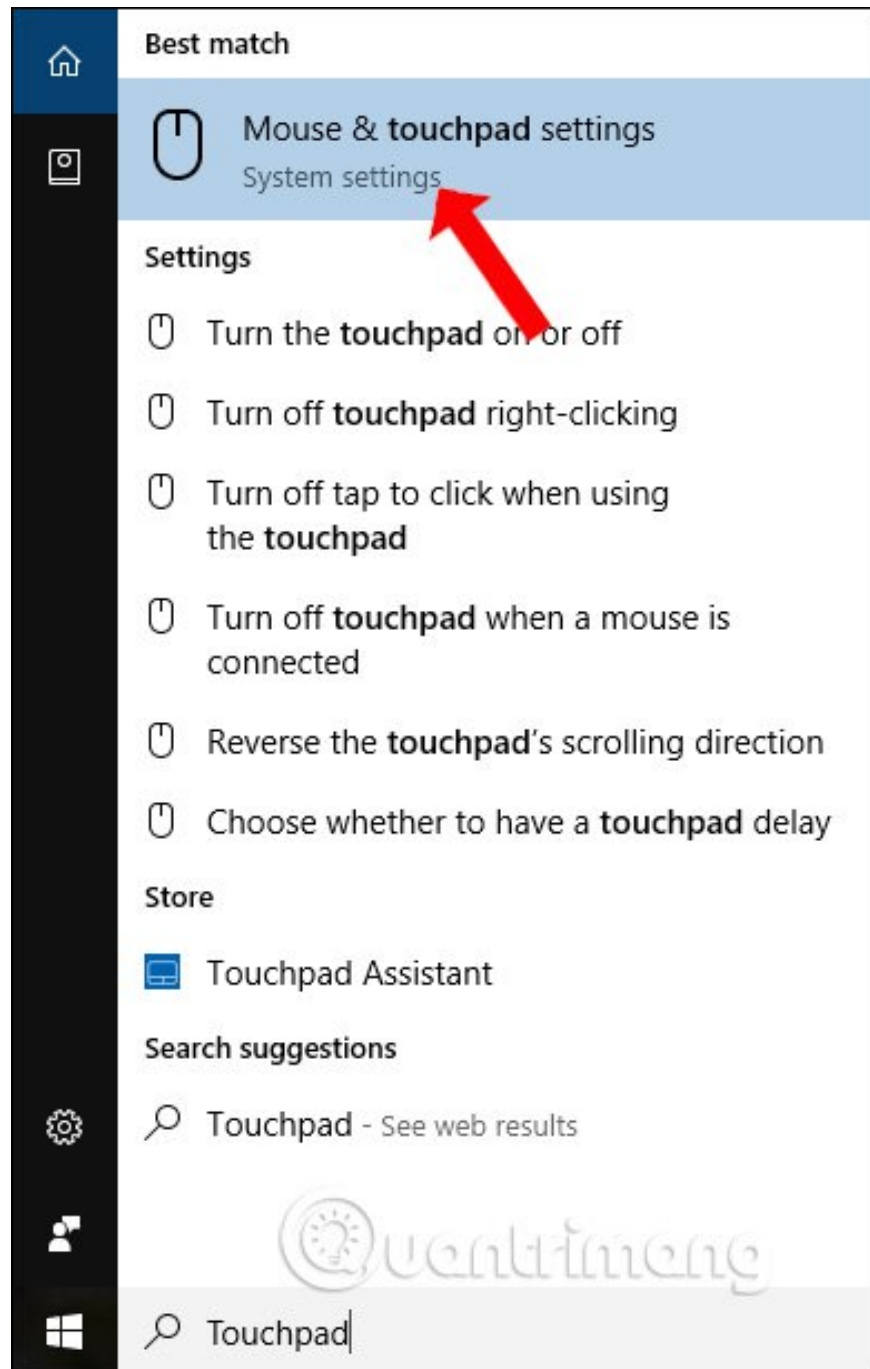 Best match
Mouse & touchpad settings
System settings
Settings
Turn the touchpad on or off
Turn off touchpad right-clicking
Turn off tap to click when using
the touchpad
Turn off touchpad when a mouse is
connected
Reverse the touchpad's scrolling direction
Choose whether to have a touchpad delay
Store
Touchpad Assistant
Search suggestions
Touchpad - See web results
Quantrimang
Touchpad